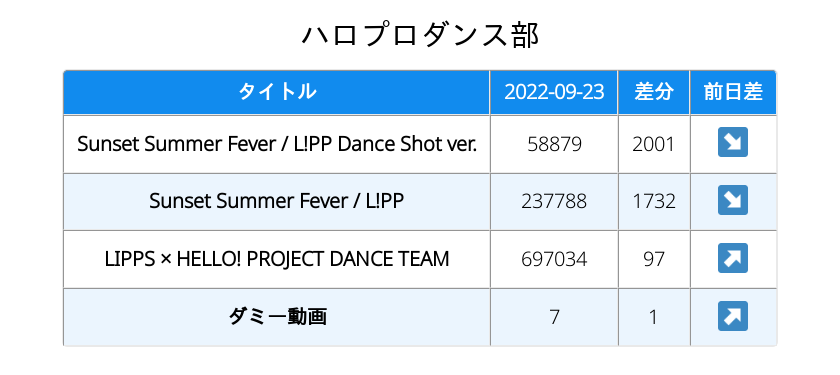 ハロプロダンス部
タイトル 2022-09-23 差分 前日差
Sunset Summer Fever / L!PP Dance Shot ver. 58879 2001 ↘
Sunset Summer Fever / L!PP 237788 1732 ↘
LIPPS × HELLO! PROJECT DANCE TEAM 697034 97 ↗
ダミー動画 7 1 ↗